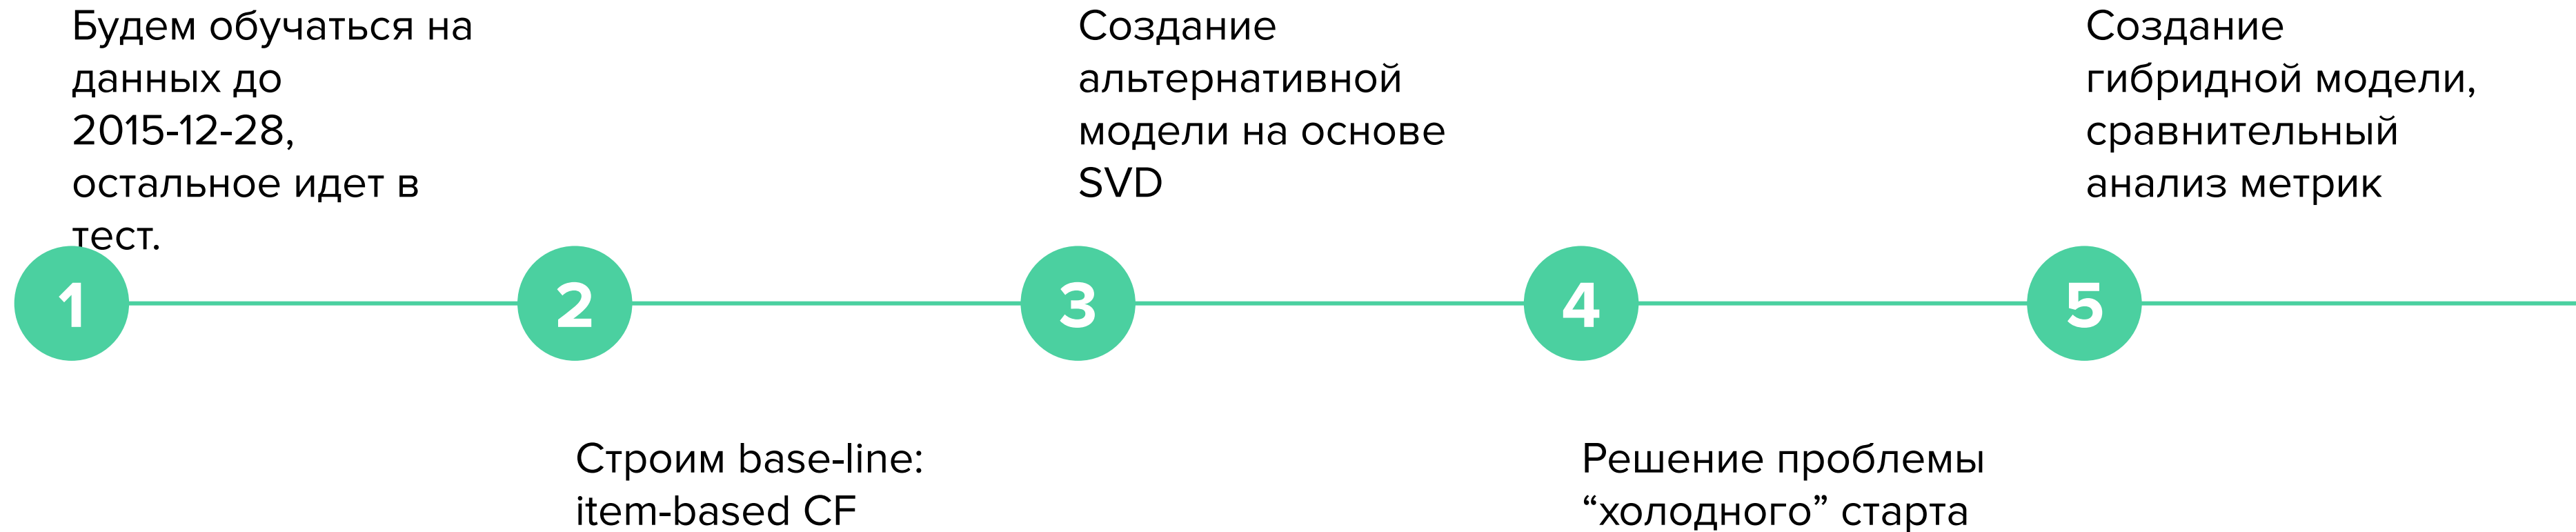 Будем обучаться на
данных до
2015-12-28,
остальное идет в
тест.
1
2
Строим base-line:
item-based CF
Создание
альтернативной
модели на основе
SVD
3
4
Решение проблемы
“холодного” старта
Создание
гибридной модели,
сравнительный
анализ метрик
5